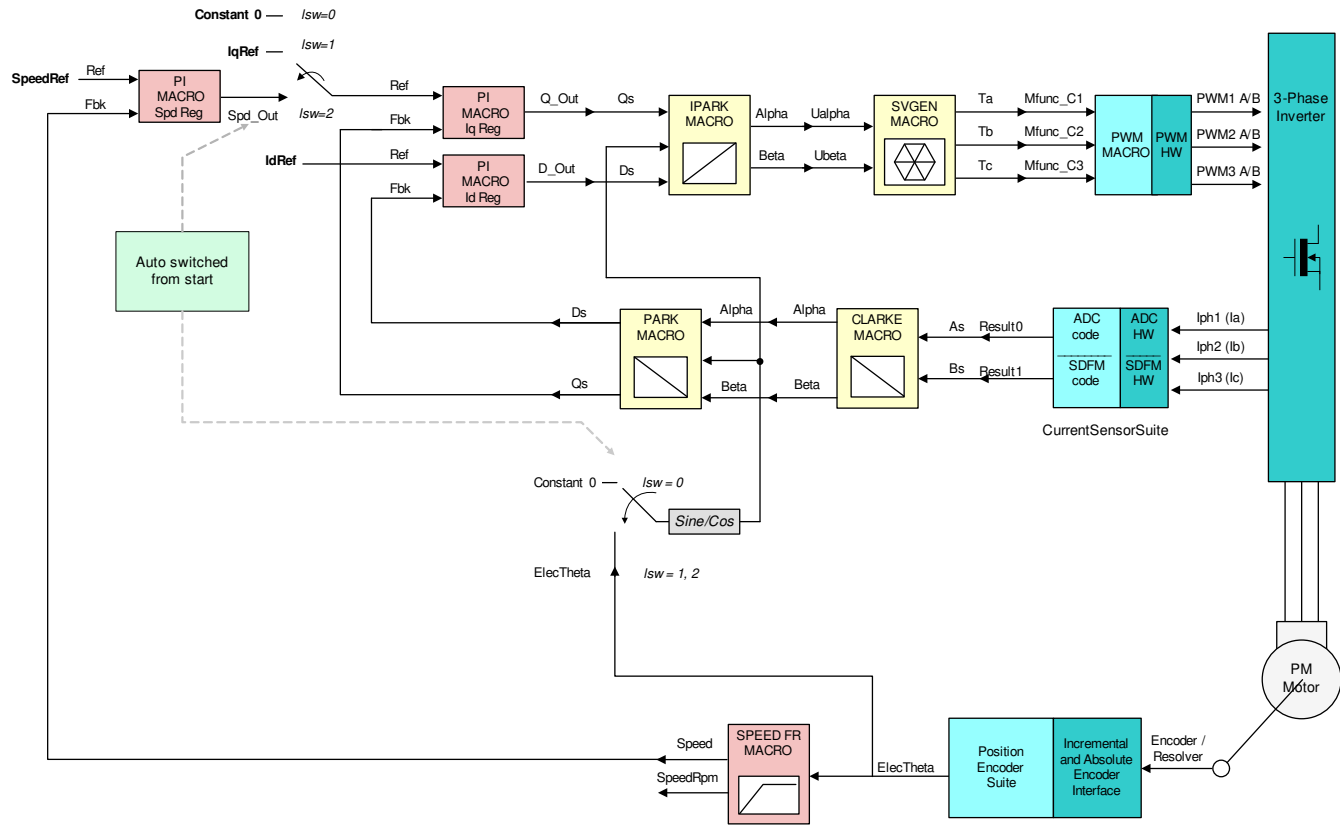 Constant 0
lsw=0
IqRef
lsw=1
SpeedRef
Ref
Fbk
PI
MACRO
Spd Reg
Spd_Out
lsw=2
Ref
Fbk
PI
MACRO
Iq Reg
Q_Out
Qs
IdRef
Ref
Fbk
PI
MACRO
Id Reg
D_Out
Ds
IPARK
MACRO
Alpha
Ualpha
Beta
Ubeta
SVGEN
MACRO
Ta
Mfunc_C1
Tb
Mfunc_C2
Tc
Mfunc_C3
PWM
MACRO
PWM
HW
PWM1 A/B
PWM2 A/B
PWM3 A/B
3-Phase
Inverter
Auto switched
from start
Ds
Qs
PARK
MACRO
Alpha
Beta
Beta
CLARKE
MACRO
As
Result0
Bs
Result1
ADC
code
SDFM
code
ADC
HW
SDFM
HW
Iph1 (Ia)
Iph2 (Ib)
Iph3 (Ic)
CurrentSensorSuite
Constant 0
lsw = 0
Sine/Cos
ElecTheta
lsw = 1, 2
PM
Motor
Speed
SpeedRpm
SPEED FR
MACRO
ElecTheta
Position
Encoder
Suite
Incremental
and Absolute
Encoder
Interface
Encoder /
Resolver
Alpha